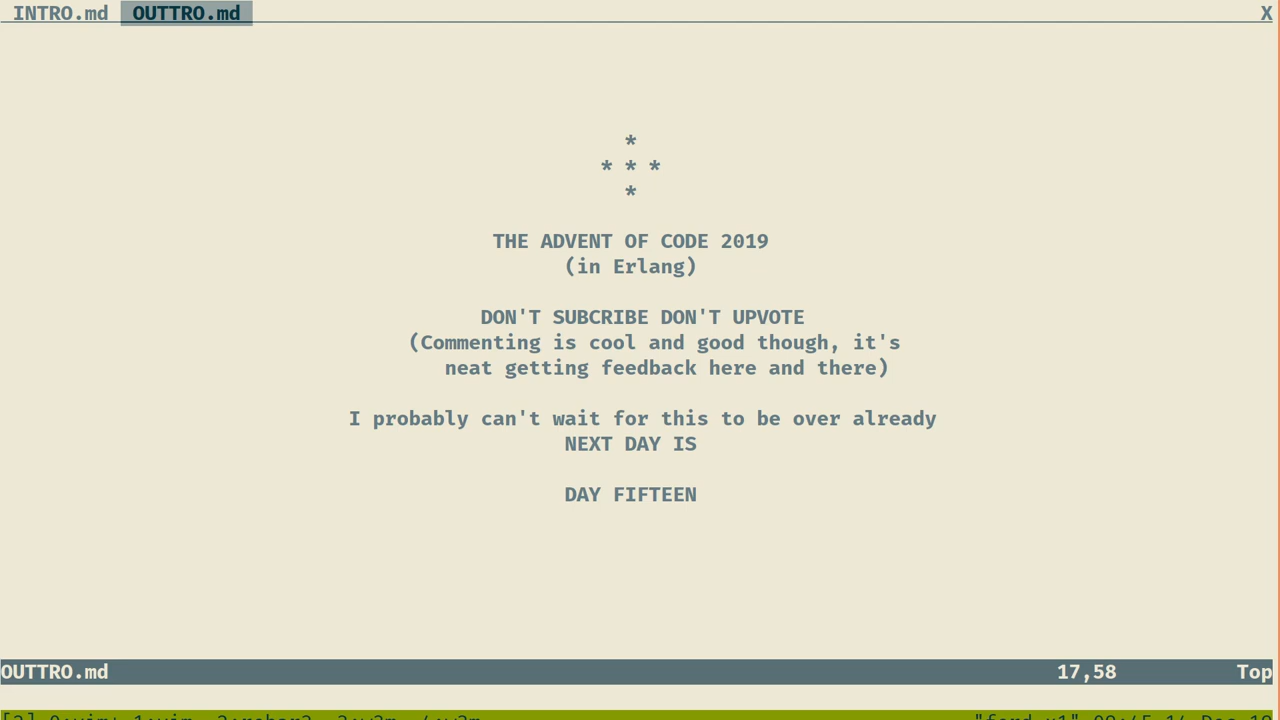 INTRO.md OUTTRO.md X
*
* * *
*
THE ADVENT OF CODE 2019
(in Erlang)
DON'T SUBCRIBE DON'T UPVOTE
(Commenting is cool and good though, it's
neat getting feedback here and there)
I probably can't wait for this to be over already
NEXT DAY IS
DAY FIFTEEN
OUTTRO.md 17,58 Top